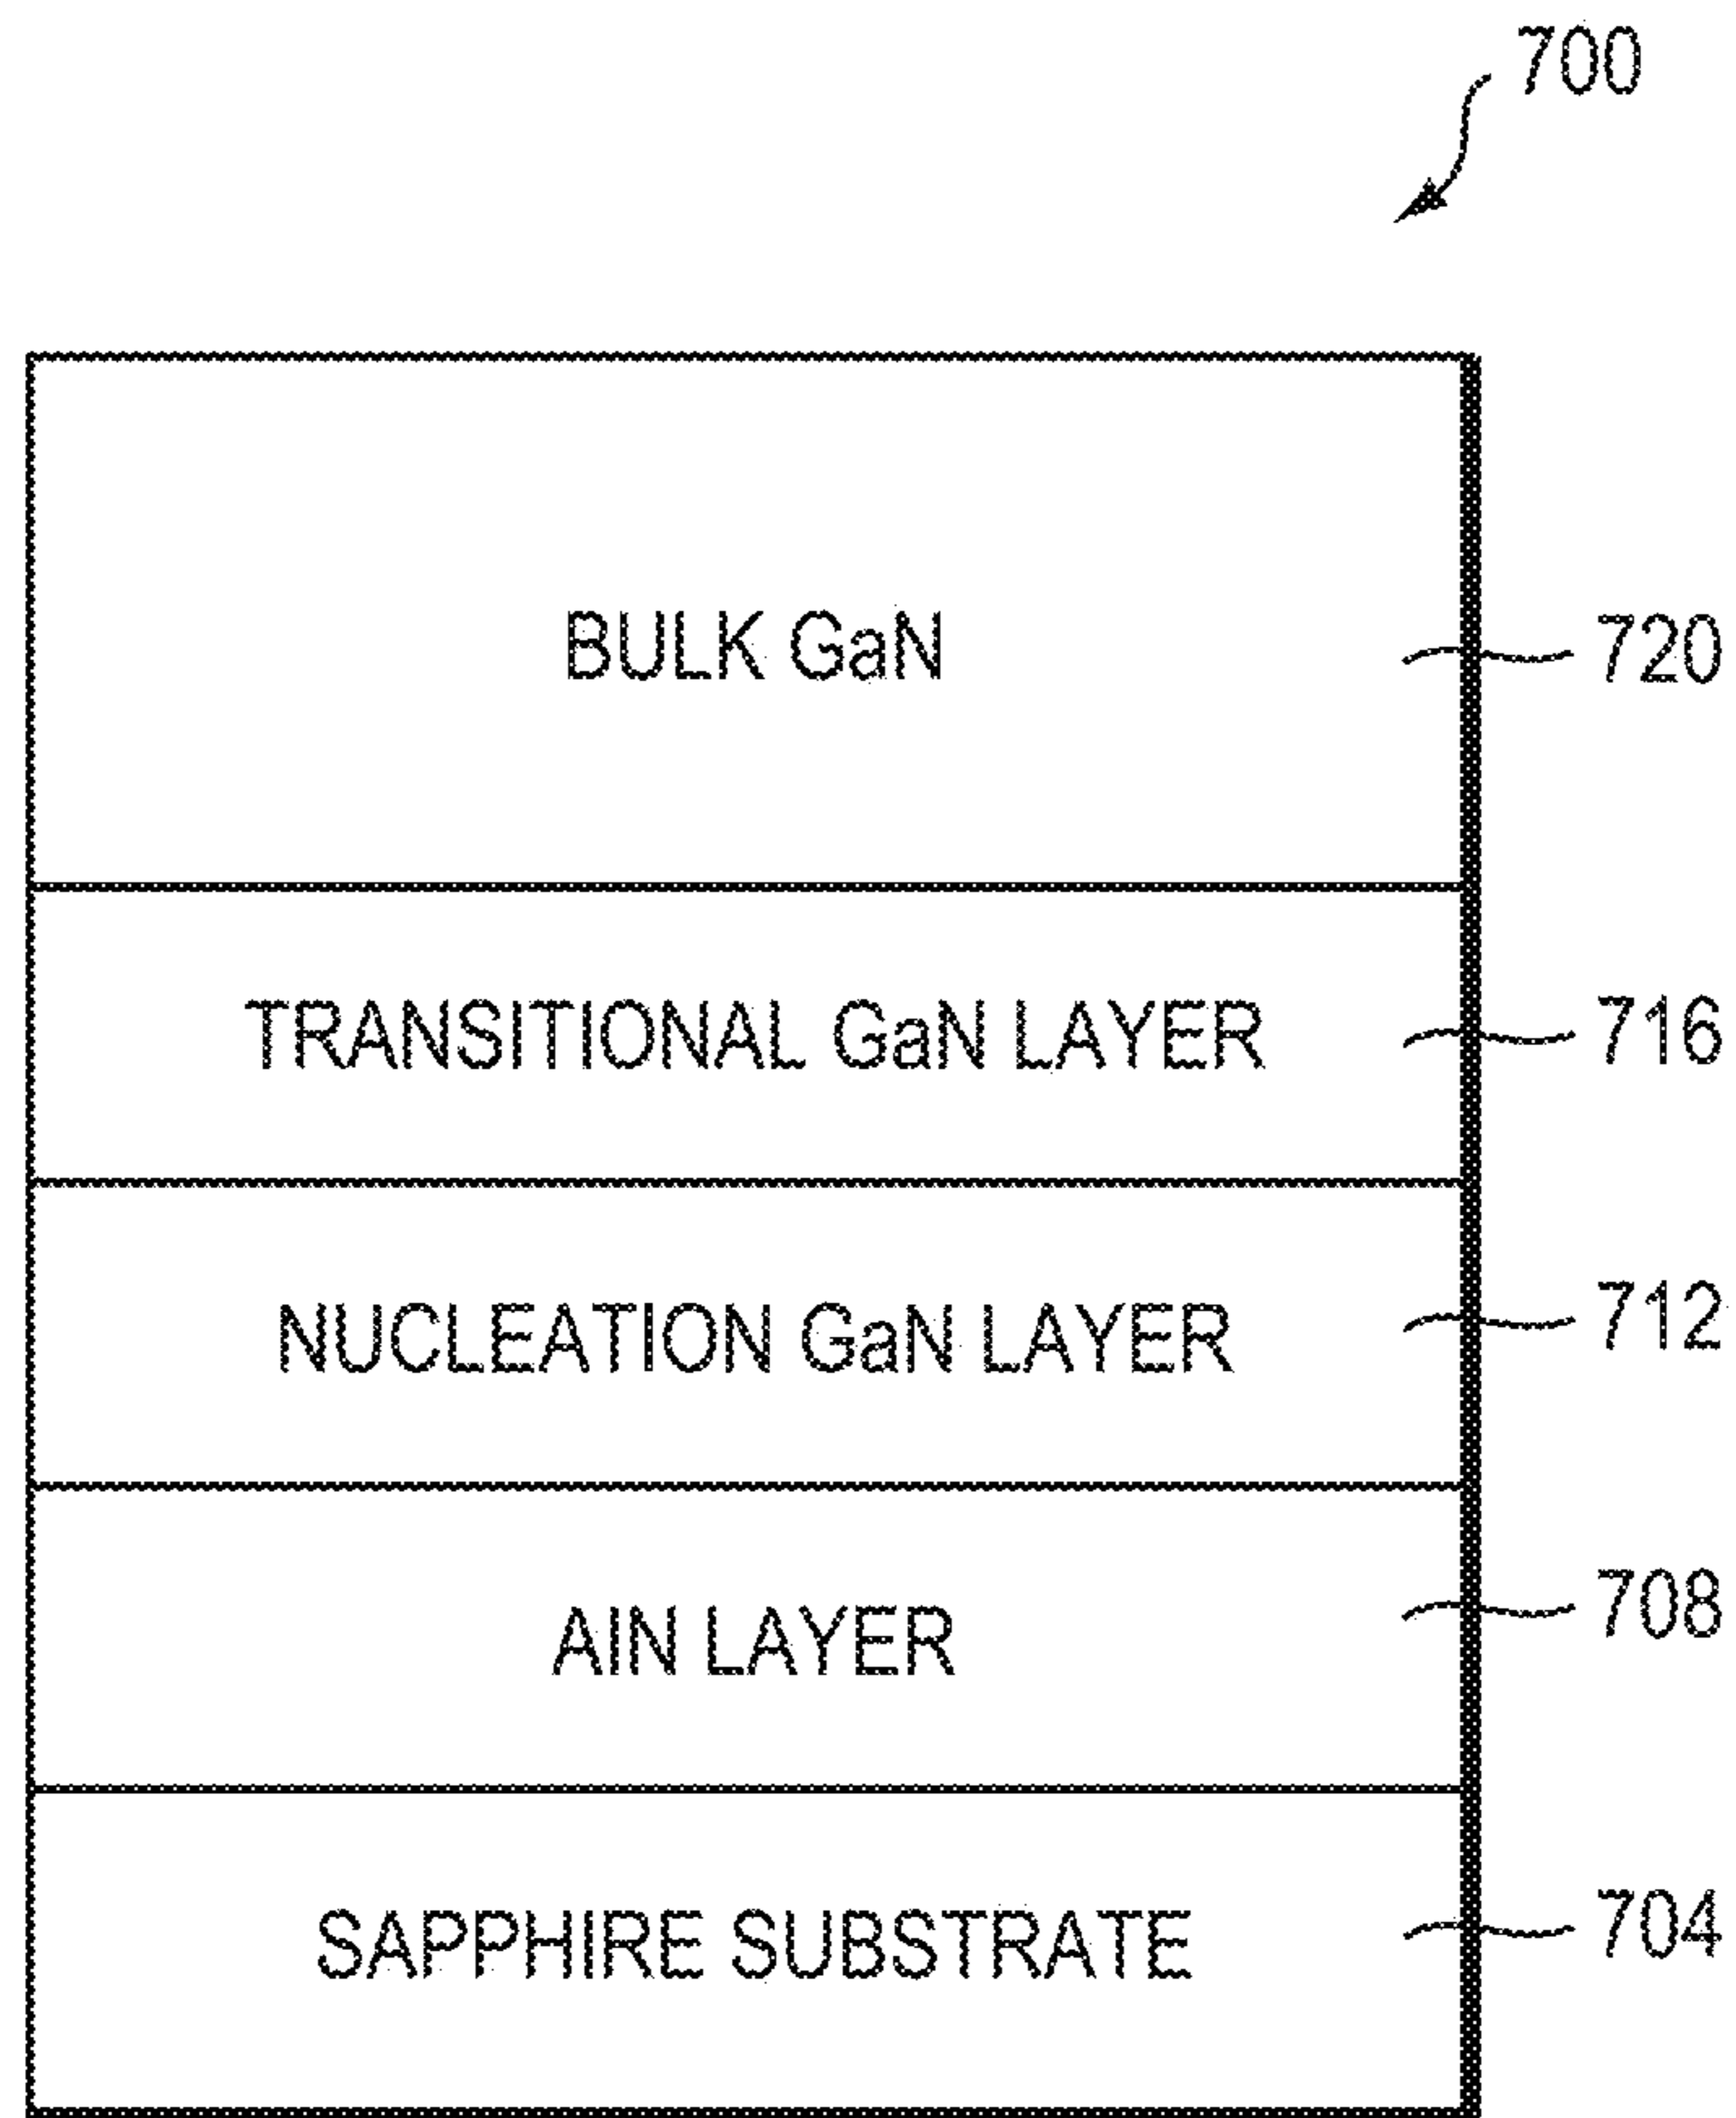 700
BULK GaN
720
TRANSITIONAL GaN LAYER
716
NUCLEATION GaN LAYER
712
AlN LAYER
708
SAPPHIRE SUBSTRATE
704